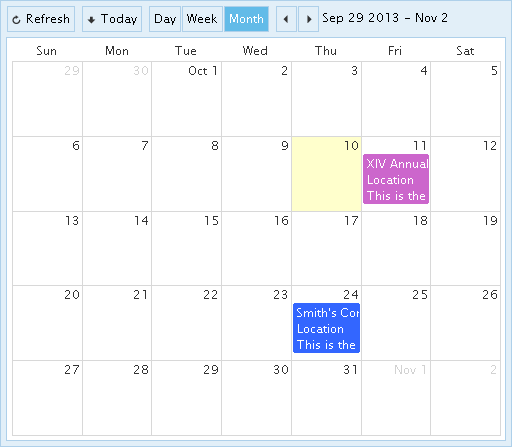 Refresh Today Day Week Month Sep 29 2013 - Nov 2
Sun Mon Tue Wed Thu Fri Sat
29 30 Oct 1 2 3 4 5
6 7 8 9 10 11 12
XIV Annual
Location
This is the
13 14 15 16 17 18 19
20 21 22 23 24 25 26
Smith's Cor
Location
This is the
27 28 29 30 31 Nov 1 2